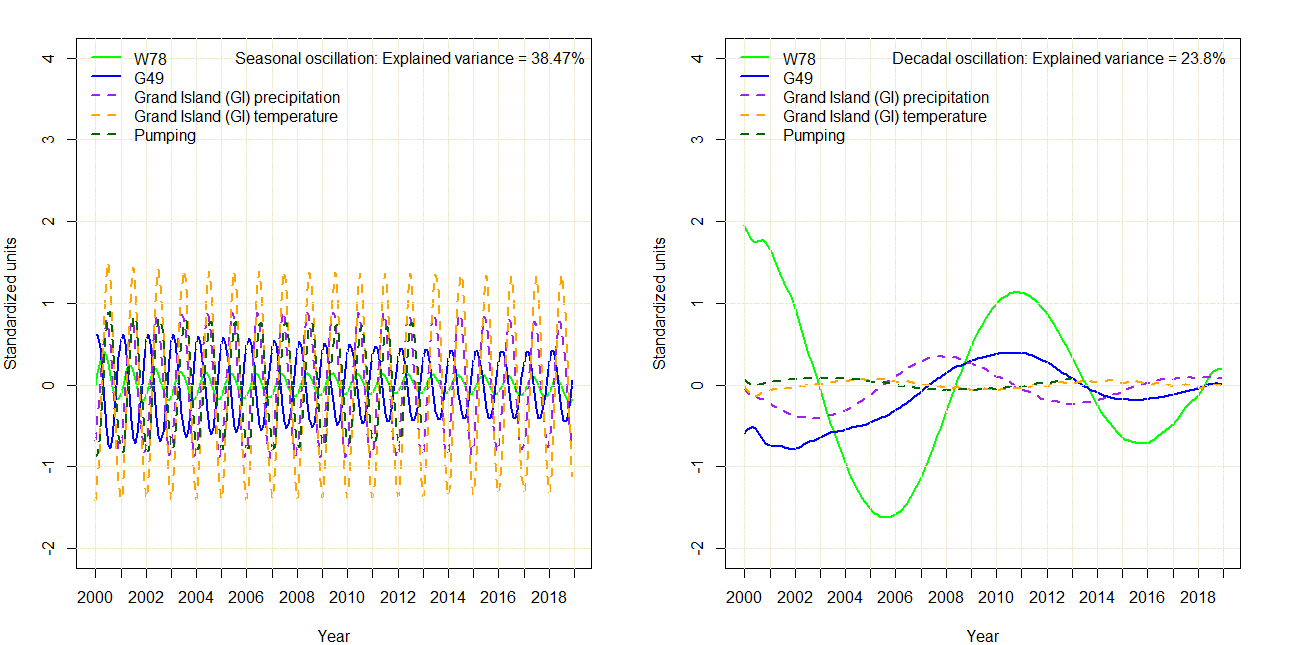 W78
Seasonal oscillation: Explained variance = 38.47%
G49
Grand Island (GI) precipitation
Grand Island (GI) temperature
Pumping
4
3
2
1
0
-1
-2
Standardized units
2000 2002 2004 2006 2008 2010 2012 2014 2016 2018
Year
W78
Decadal oscillation: Explained variance = 23.8%
G49
Grand Island (GI) precipitation
Grand Island (GI) temperature
Pumping
4
3
2
1
0
-1
-2
Standardized units
2000 2002 2004 2006 2008 2010 2012 2014 2016 2018
Year